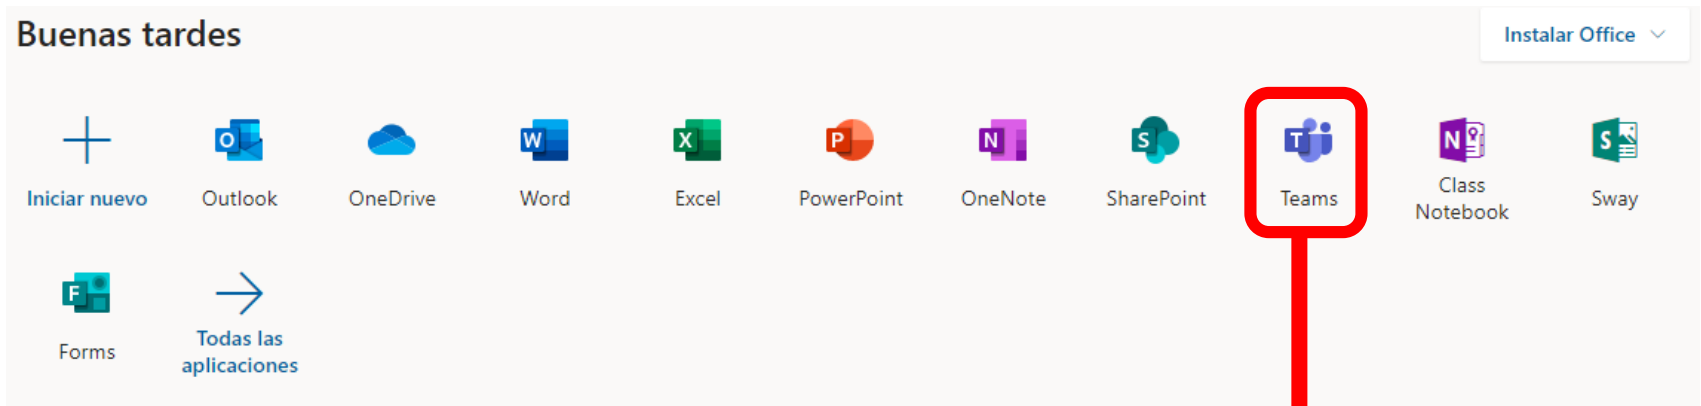 Buenas tardes
Instalar Office
Iniciar nuevo
Outlook
OneDrive
Word
Excel
PowerPoint
OneNote
SharePoint
Teams
Class
Notebook
Sway
Forms
Todas las
aplicaciones